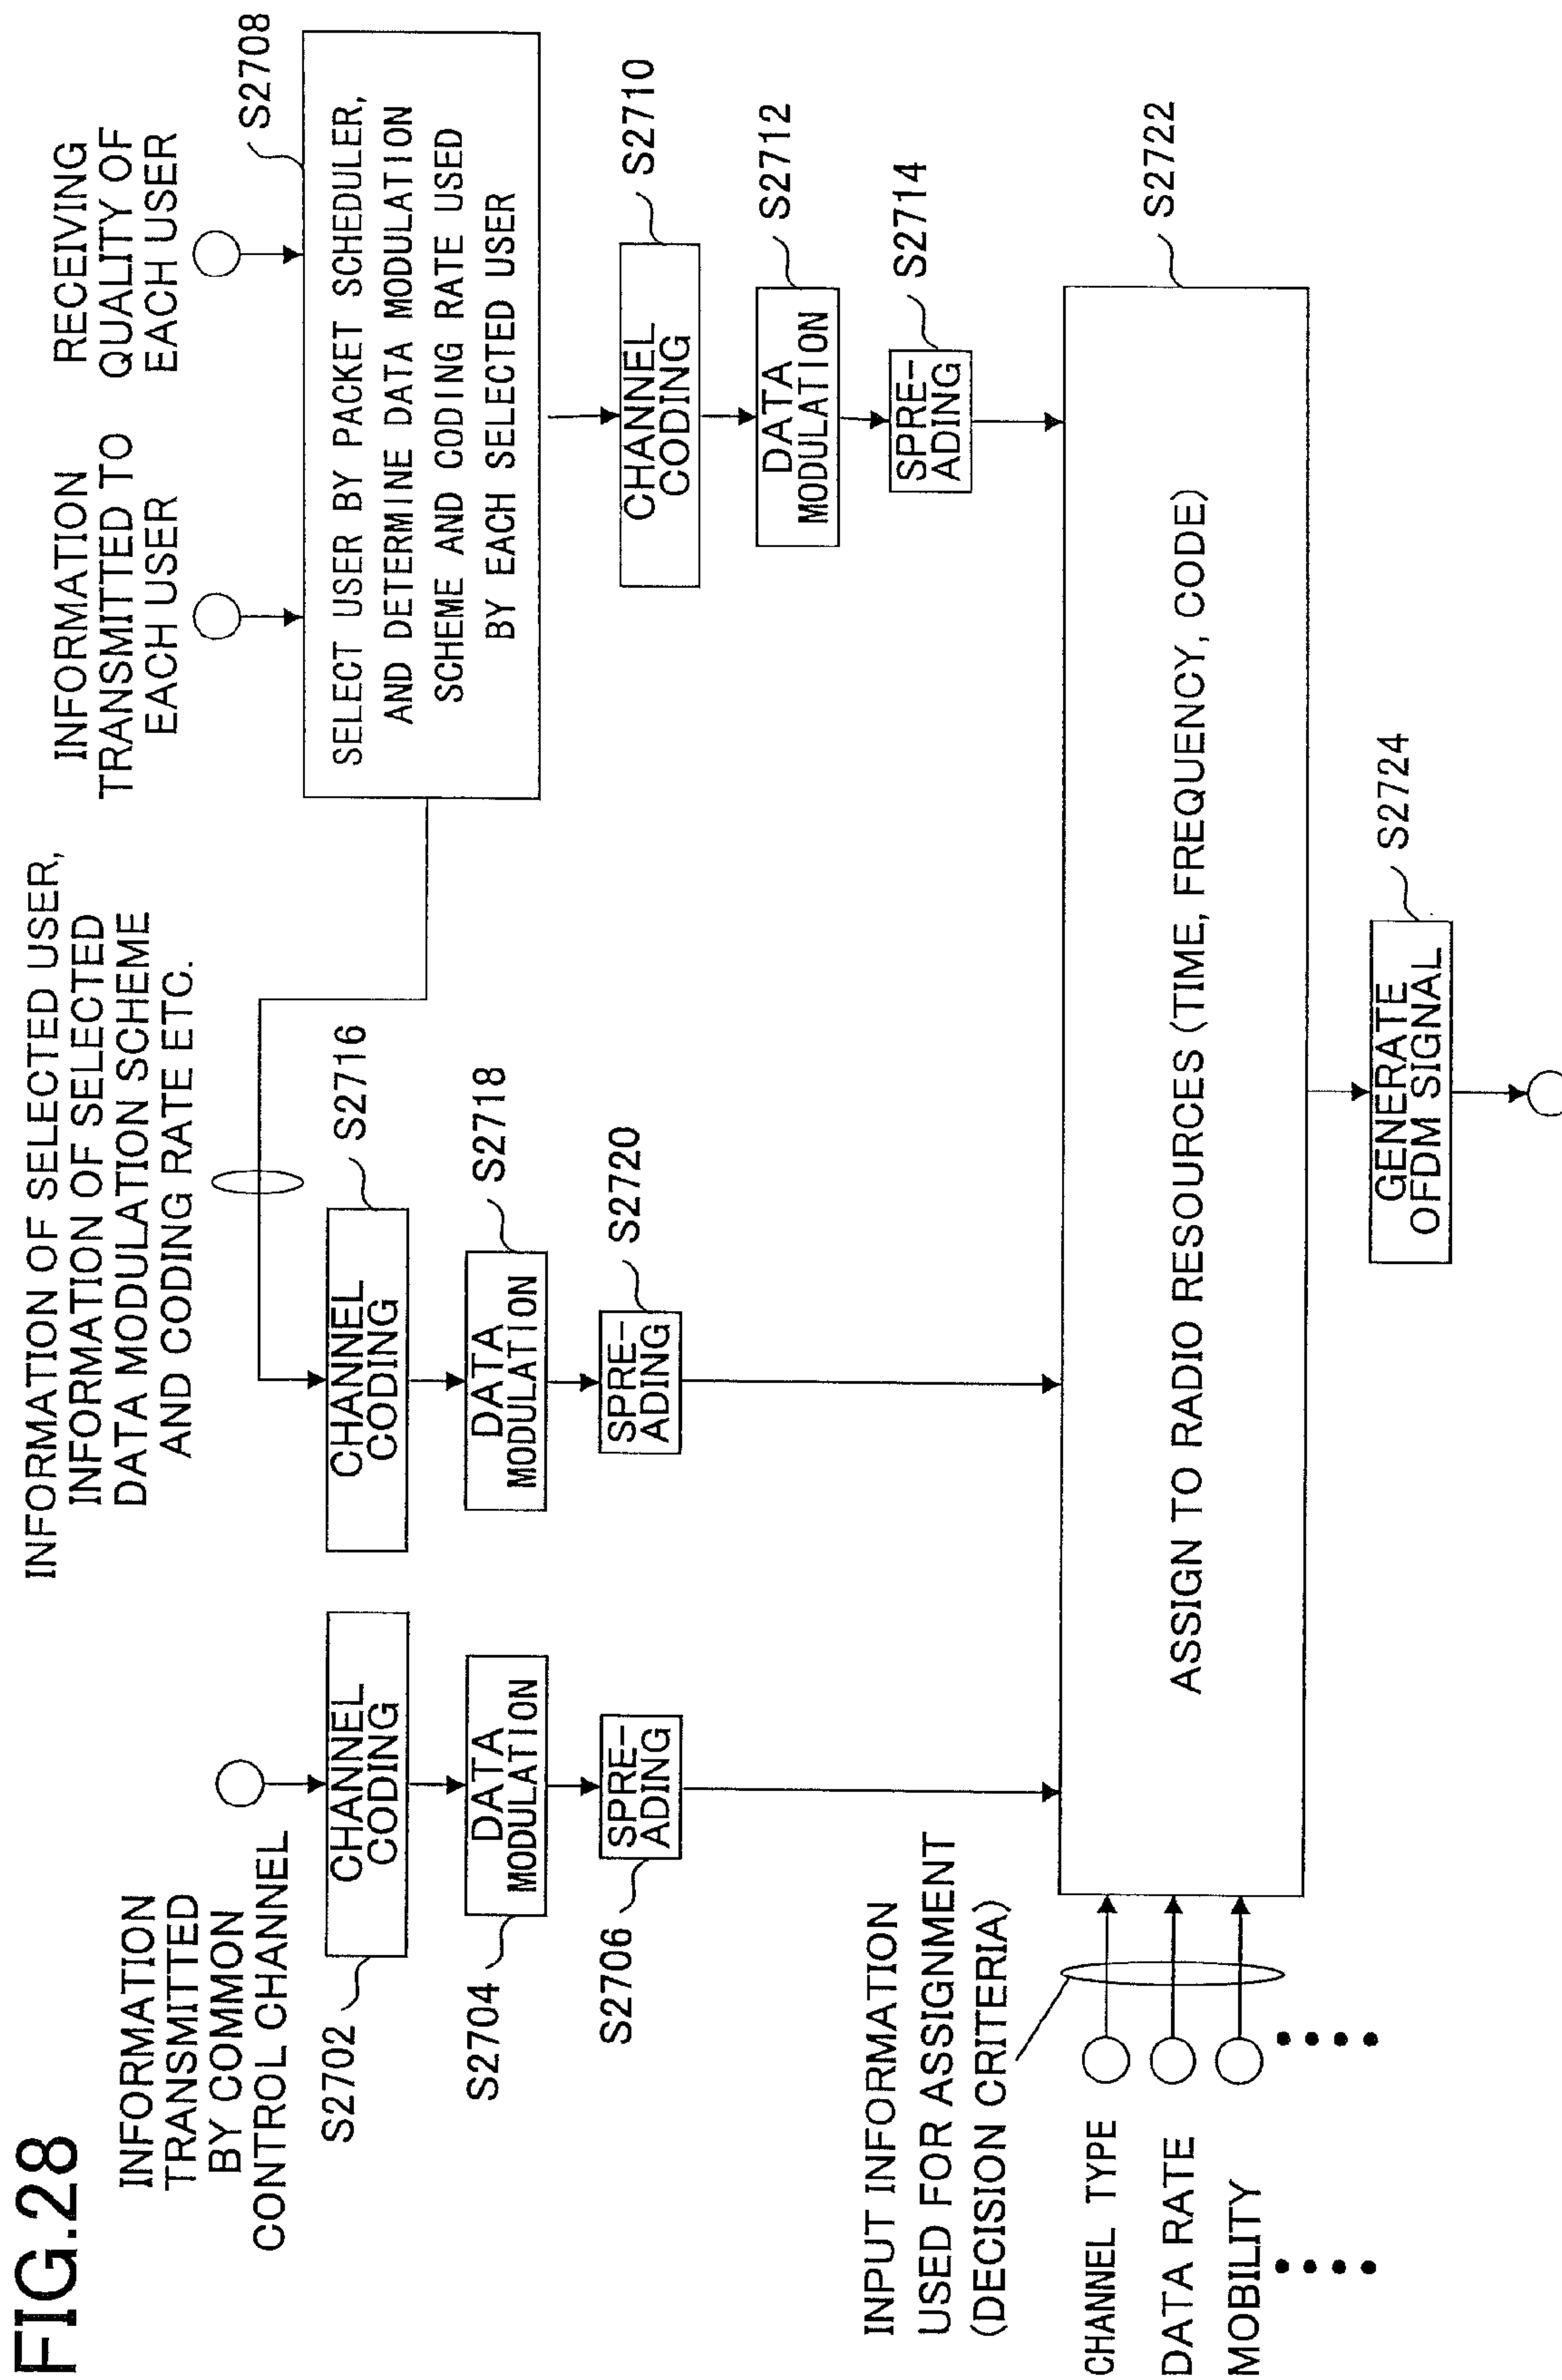 FIG.28
INFORMATION
TRANSMITTED
BY COMMON
CONTROL CHANNEL
S2702
CHANNEL
CODING
S2704
DATA
MODULATION
S2706
SPRE-
ADING
INFORMATION OF SELECTED USER,
INFORMATION OF SELECTED
DATA MODULATION SCHEME
AND CODING RATE ETC.
CHANNEL
CODING
S2716
DATA
MODULATION
S2718
SPRE-
ADING
S2720
INFORMATION
TRANSMITTED TO
EACH USER
RECEIVING
QUALITY OF
EACH USER
S2708
SELECT USER BY PACKET SCHEDULER,
AND DETERMINE DATA MODULATION
SCHEME AND CODING RATE USED
BY EACH SELECTED USER
CHANNEL
CODING
S2710
DATA
MODULATION
S2712
SPRE-
ADING
S2714
INPUT INFORMATION
USED FOR ASSIGNMENT
(DECISION CRITERIA)
CHANNEL TYPE
DATA RATE
MOBILITY
ASSIGN TO RADIO RESOURCES (TIME, FREQUENCY, CODE)
S2722
GENERATE
OFDM SIGNAL
S2724